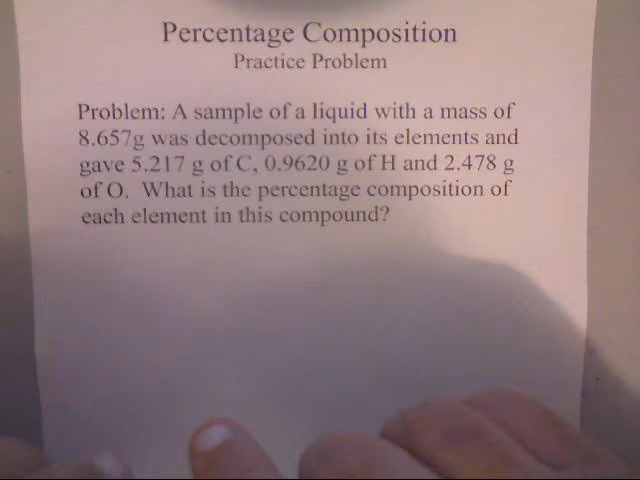 Percentage Composition
Practice Problem
Problem: A sample of a liquid with a mass of
8.657g was decomposed into its elements and
gave 5.217 g of C, 0.9620 g of H and 2.478 g
of O. What is the percentage composition of
each element in this compound?